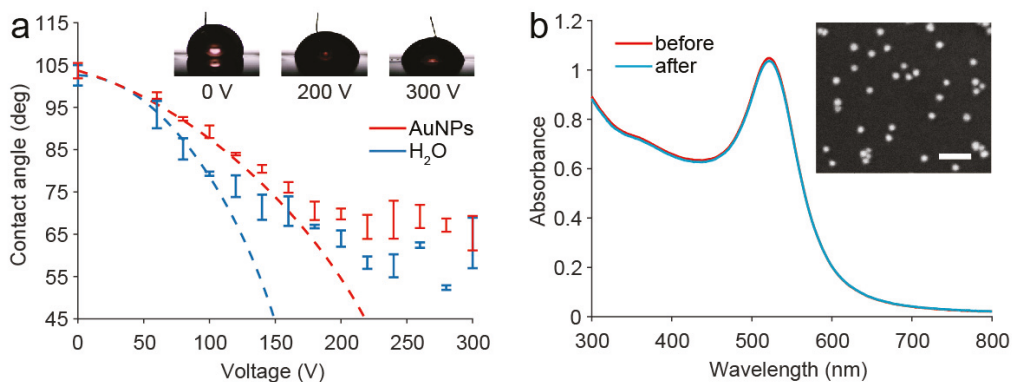 a
115
105
95
85
75
65
55
45
0
50
100
150
200
250
300
Contact angle (deg)
Voltage (V)
0 V
200 V
300 V
AuNPs
H₂O
b
1.2
1
0.8
0.6
0.4
0.2
0
300
400
500
600
700
800
Absorbance
Wavelength (nm)
before
after